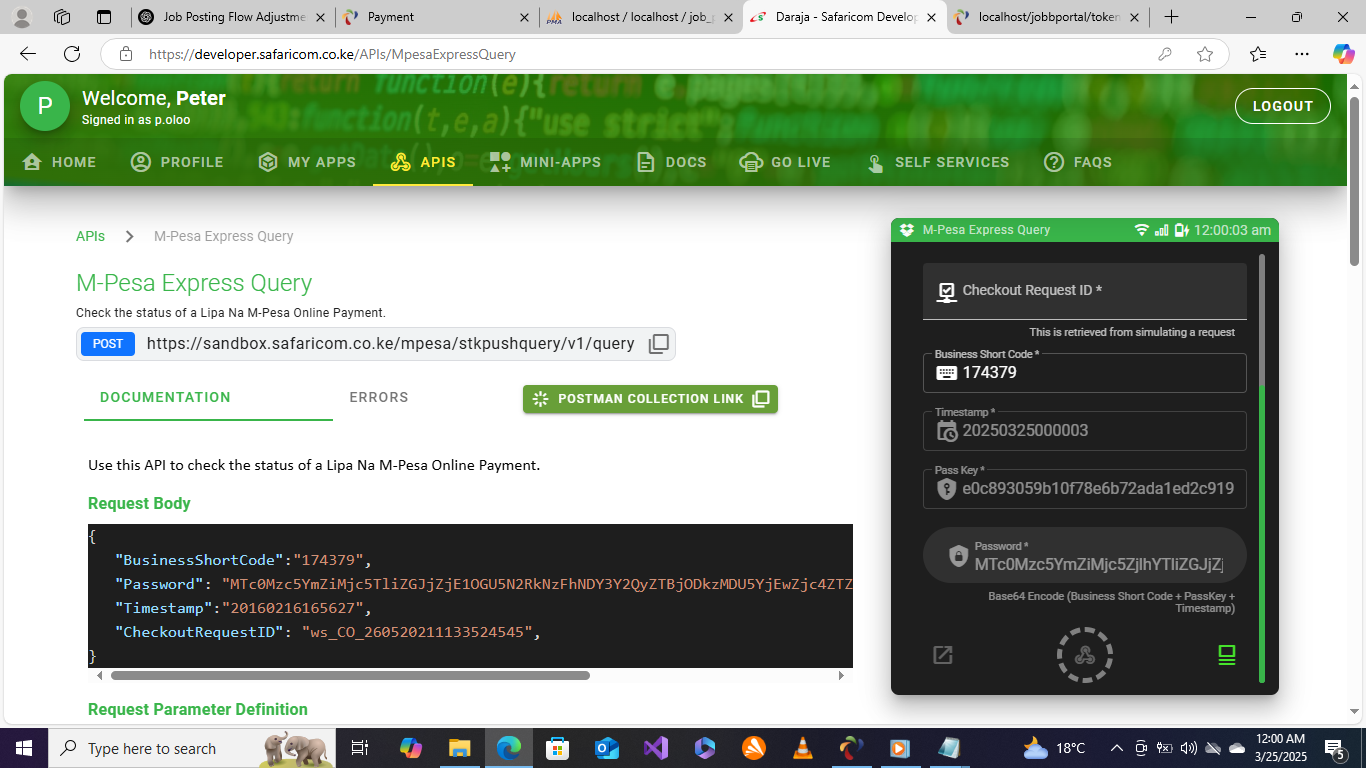 Job Posting Flow Adjustme
Payment
localhost / localhost / job_p
Daraja - Safaricom Develop
localhost/jobbportal/token
https://developer.safaricom.co.ke/APIs/MpesaExpressQuery
P
Welcome, Peter
Signed in as p.oloo
LOGOUT
HOME
PROFILE
MY APPS
APIS
MINI-APPS
DOCS
GO LIVE
SELF SERVICES
FAQS
APIs
M-Pesa Express Query
M-Pesa Express Query
Check the status of a Lipa Na M-Pesa Online Payment.
POST https://sandbox.safaricom.co.ke/mpesa/stkpushquery/v1/query
DOCUMENTATION
ERRORS
POSTMAN COLLECTION LINK
Use this API to check the status of a Lipa Na M-Pesa Online Payment.
Request Body
{
"BusinessShortCode":"174379",
"Password": "MTc0Mzc5YmZiMjc5TliZGJjZjE1OGU5N2RkNzFhNDY3Y2QyZTBjODkzMDU5YjEwZjc4ZTZ
"Timestamp":"20160216165627",
"CheckoutRequestID": "ws_CO_260520211133524545",
}
Request Parameter Definition
M-Pesa Express Query
12:00:03 am
Checkout Request ID *
This is retrieved from simulating a request
Business Short Code *
174379
Timestamp *
20250325000003
Pass Key *
e0c893059b10f78e6b72ada1ed2c919
Password *
MTc0Mzc5YmZiMjc5ZjlhYTliZGJjZj
Base64 Encode (Business Short Code + PassKey +
Timestamp)
Type here to search
18°C
12:00 AM
3/25/2025
5